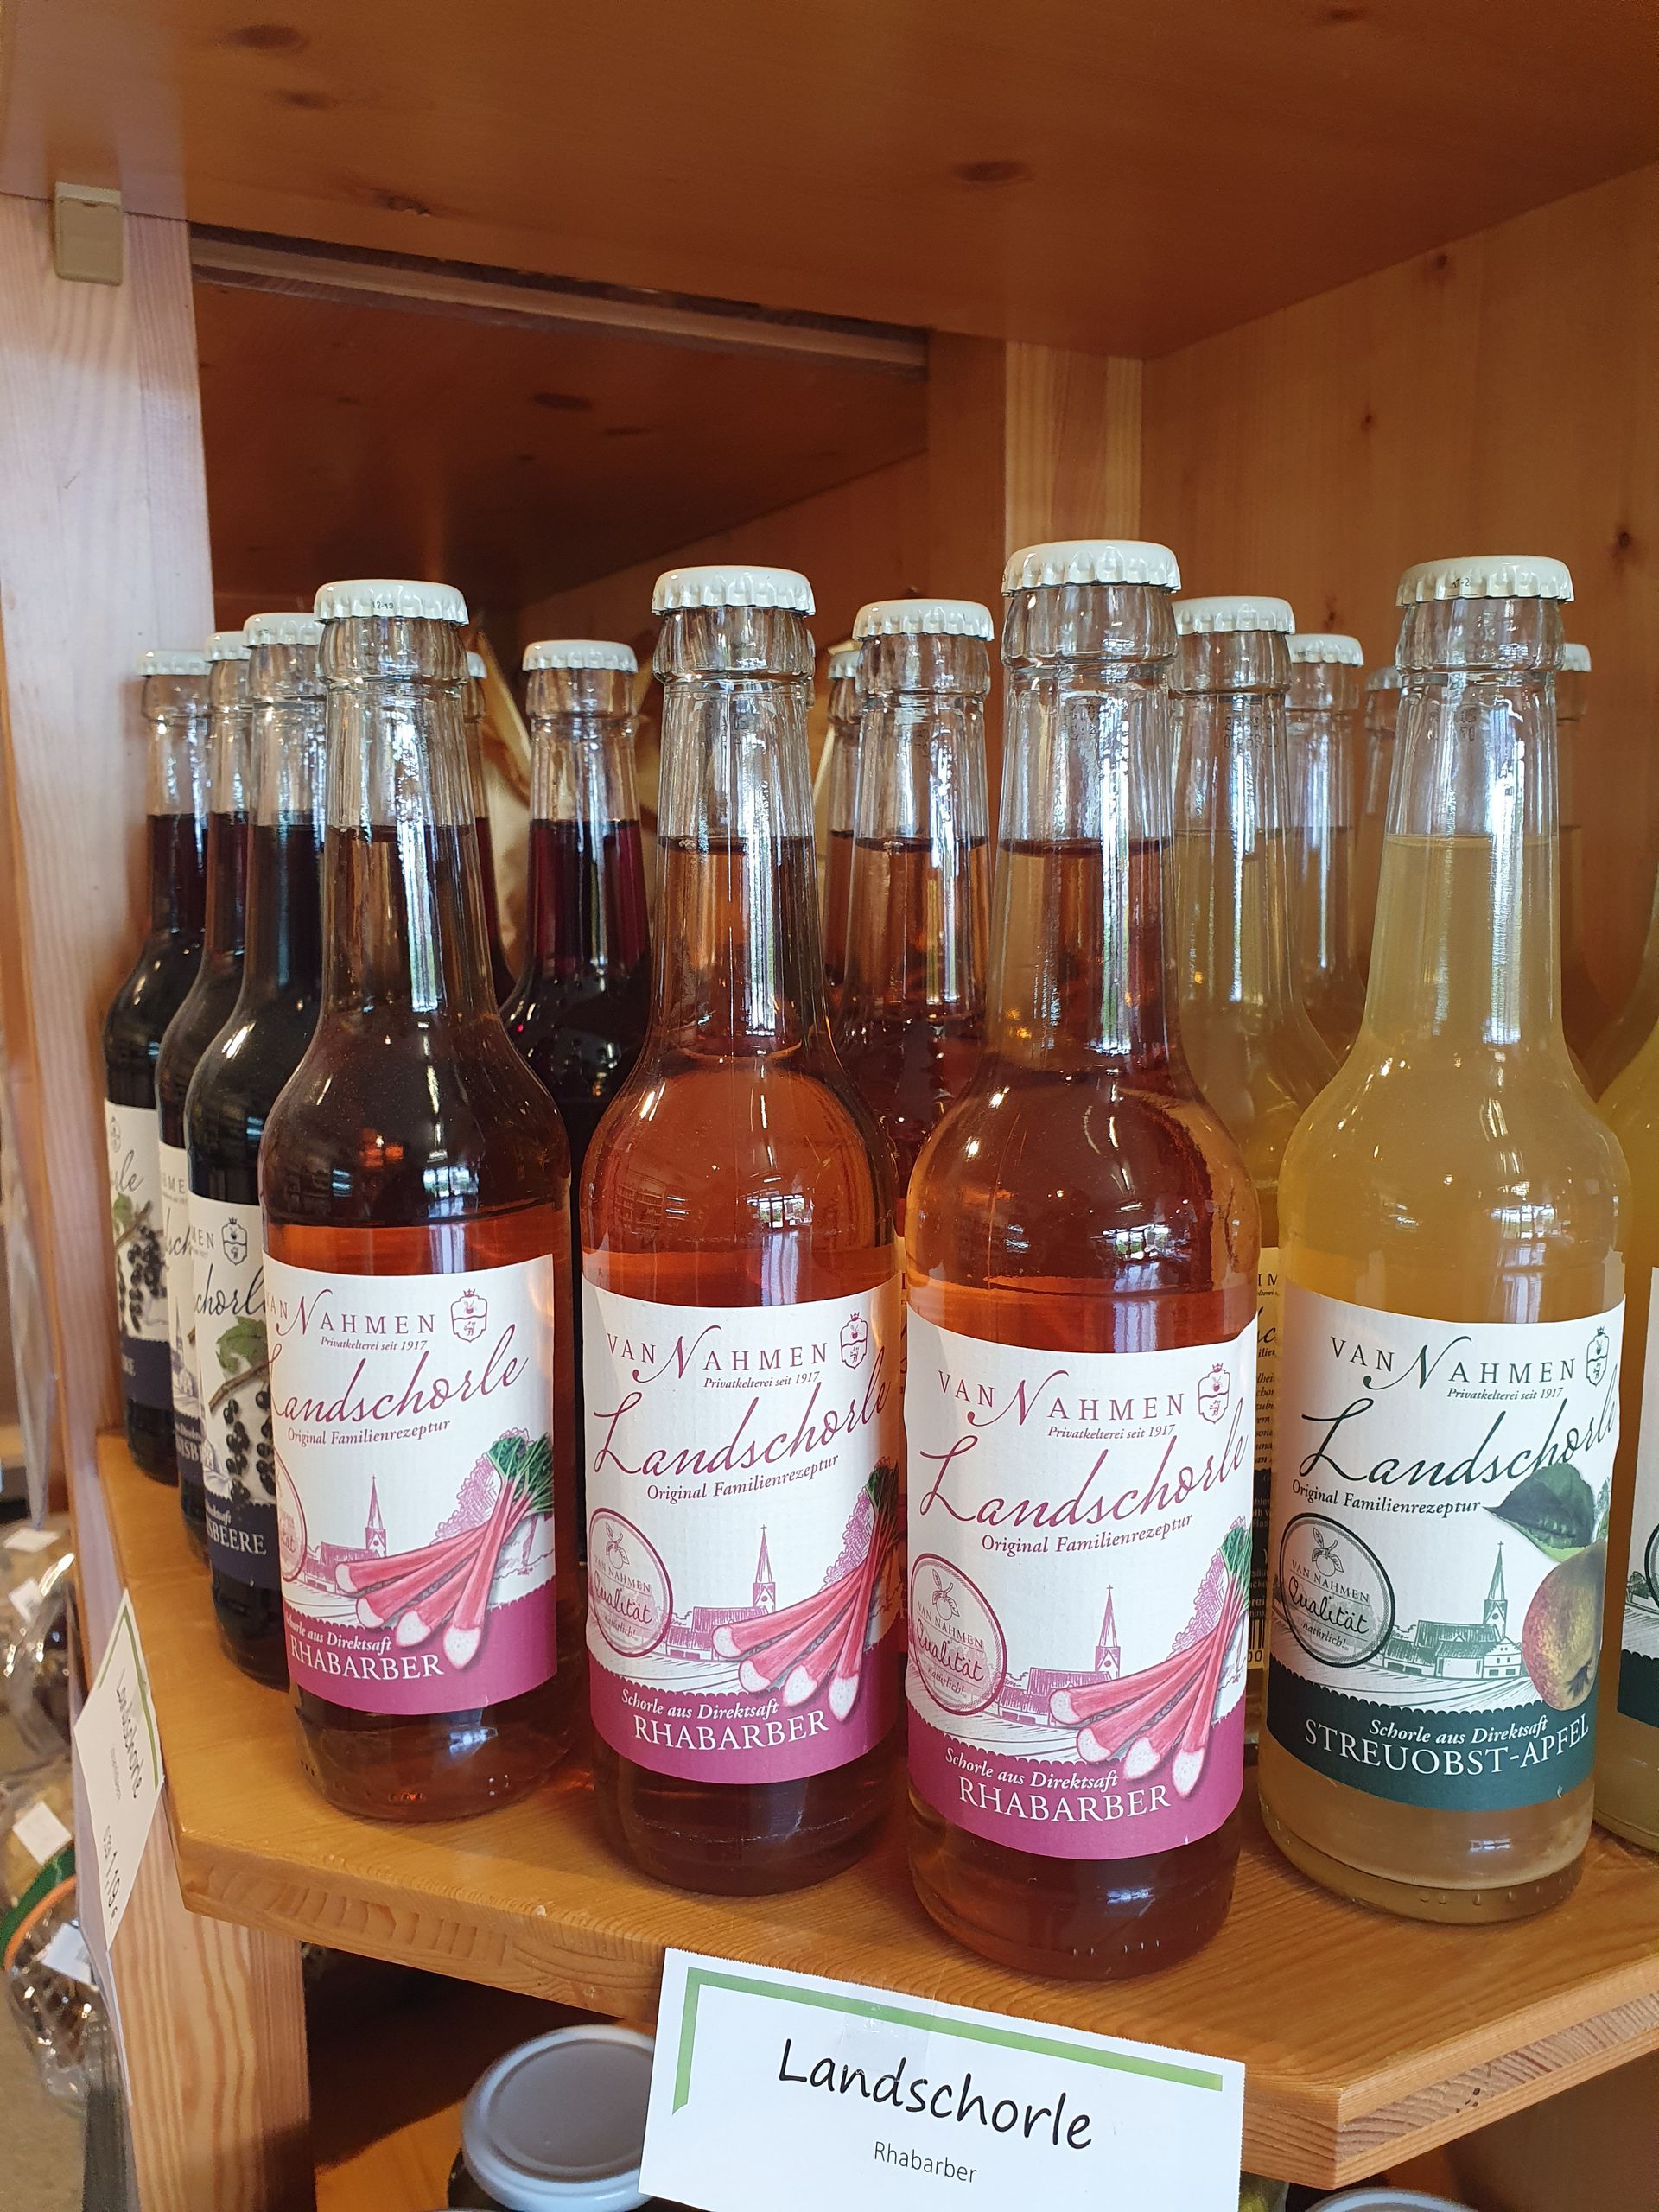 VAN NAHMEN
Privatkelterei seit 1917
Landschorle
Original Familienrezeptur
Schorle aus Direktsaft
RHABARBER
VAN NAHMEN
Privatkelterei seit 1917
Landschorle
Original Familienrezeptur
VAN NAHMEN
Qualität
natürlich!
Schorle aus Direktsaft
RHABARBER
VAN NAHMEN
Privatkelterei seit 1917
Landschorle
Original Familienrezeptur
VAN NAHMEN
Qualität
natürlich!
Schorle aus Direktsaft
RHABARBER
VAN NAHMEN
Privatkelterei seit 1917
Landschorle
Original Familienrezeptur
VAN NAHMEN
Qualität
natürlich!
Schorle aus Direktsaft
STREUOBST-APFEL
Landschorle
Rhabarber
Landschorle